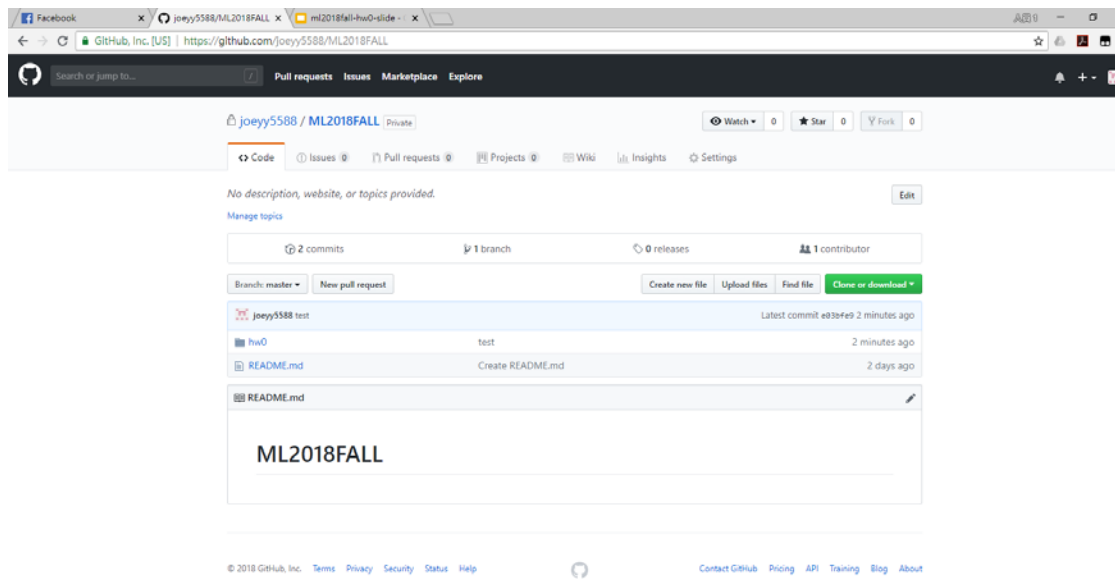 Facebook
joeyy5588/ML2018FALL
ml2018fall-hw0-slide -
GitHub, Inc. [US] | https://github.com/joeyy5588/ML2018FALL
Search or jump to... / Pull requests Issues Marketplace Explore
joeyy5588 / ML2018FALL Private
Watch 0 Star 0 Fork 0
Code Issues 0 Pull requests 0 Projects 0 Wiki Insights Settings
No description, website, or topics provided. Edit
Manage topics
2 commits 1 branch 0 releases 1 contributor
Branch: master New pull request Create new file Upload files Find file Clone or download
joeyy5588 test Latest commit e03bfe9 2 minutes ago
hw0 test 2 minutes ago
README.md Create README.md 2 days ago
README.md
ML2018FALL
© 2018 GitHub, Inc. Terms Privacy Security Status Help Contact GitHub Pricing API Training Blog About